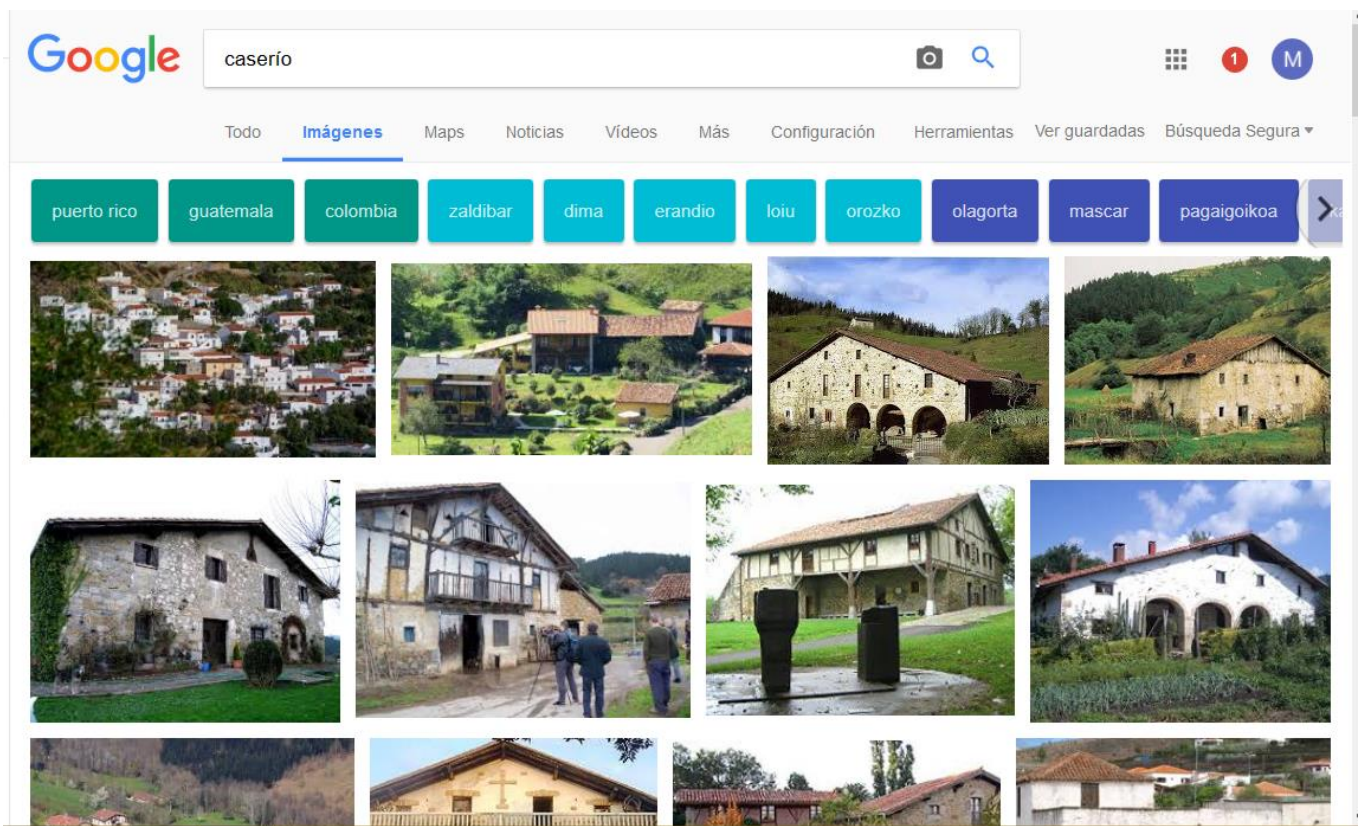 Google
caserío
1
M
Todo Imágenes Maps Noticias Vídeos Más Configuración Herramientas Ver guardadas Búsqueda Segura
puerto rico guatemala colombia zaldibar dima erandio loiu orozko olagorta mascar pagaigoikoa